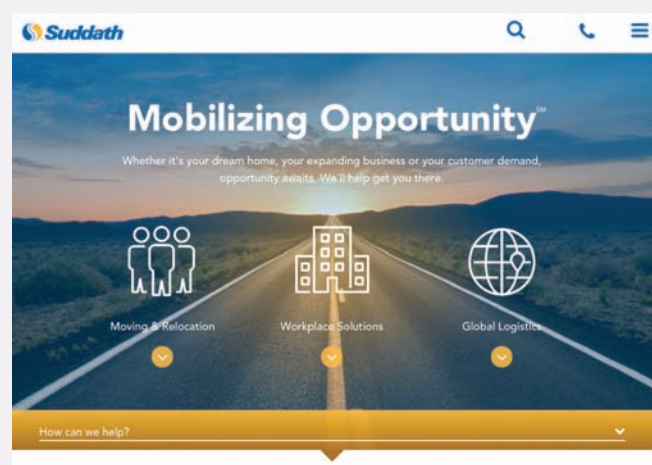 Suddath
Mobilizing Opportunity℠
Whether it's your dream home, your expanding business or your customer demand,
opportunity awaits. We'll help get you there.
Moving & Relocation
Workplace Solutions
Global Logistics
How can we help?